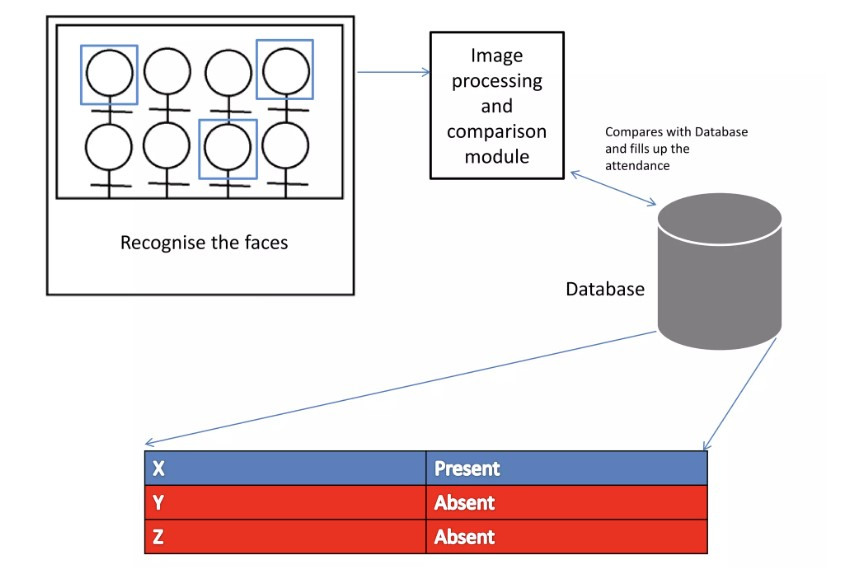 Recognise the faces
Image
processing
and
comparison
module
Compares with Database
and fills up the
attendance
Database
X Present
Y Absent
Z Absent